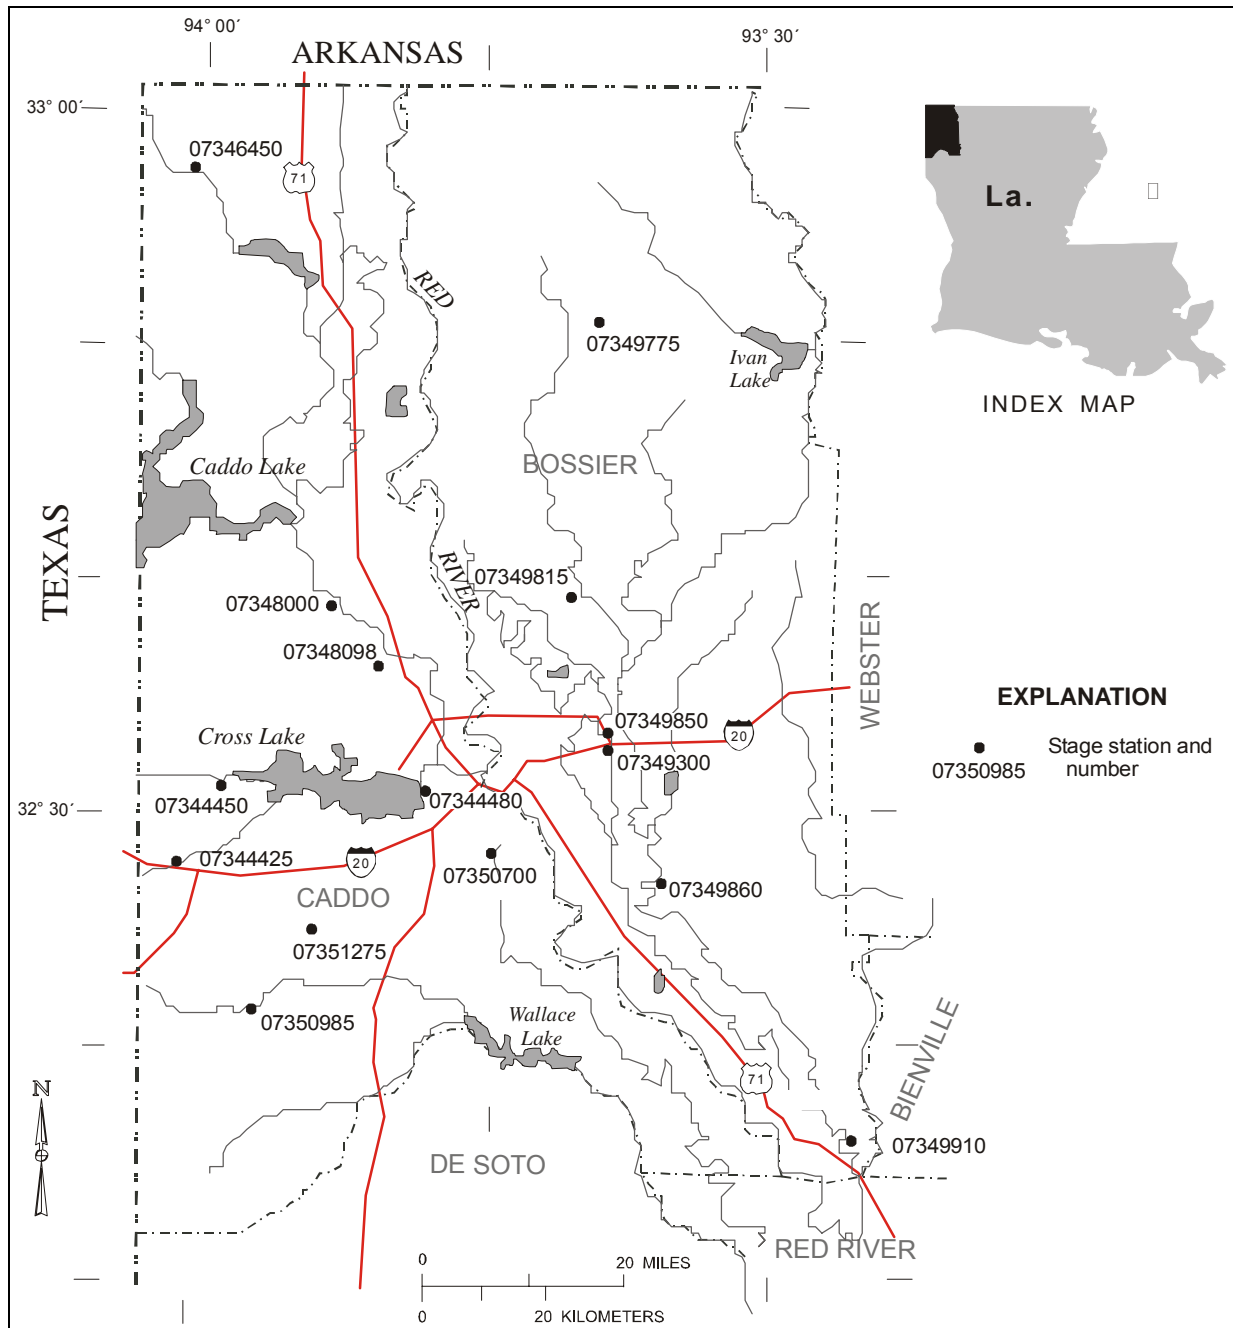 94° 00′
93° 30′
ARKANSAS
33° 00′
07346450
71
La.
RED
07349775
Ivan
Lake
INDEX MAP
Caddo Lake
BOSSIER
TEXAS
RIVER
07349815
07348000
WEBSTER
07348098
EXPLANATION
07349850
Cross Lake
20
Stage station and
07350985
number
07349300
07344450
07344480
32° 30′
07344425
20
07350700
07349860
CADDO
07351275
07350985
Wallace
Lake
N
71
BIENVILLE
07349910
DE SOTO
RED RIVER
0
20 MILES
0
20 KILOMETERS